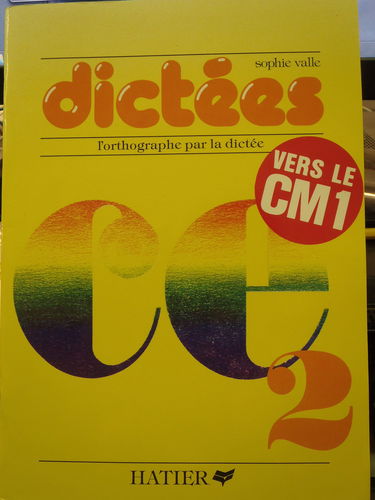 sophie valle
dictées
l'orthographe par la dictée
VERS LE
CM1
ce
2
HATIER